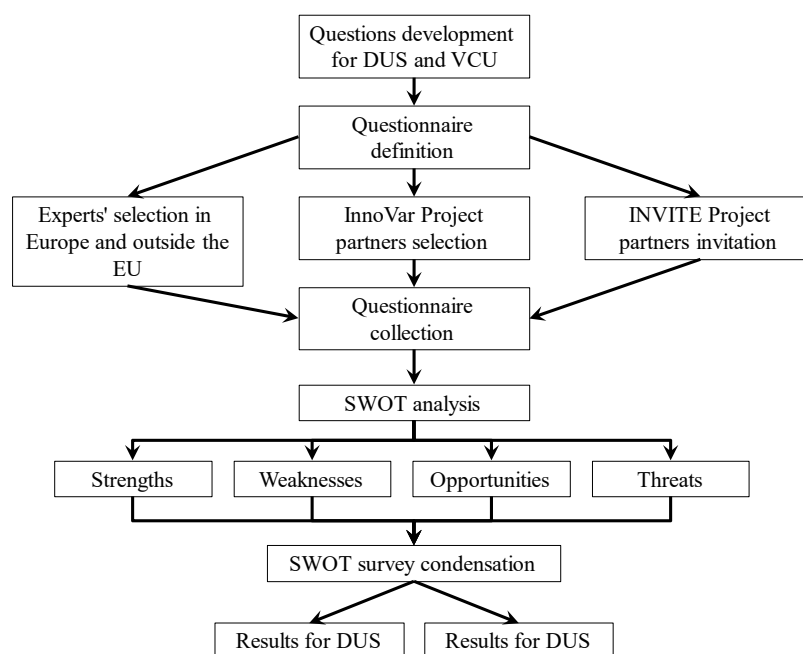 Questions development
for DUS and VCU
Questionnaire
definition
Experts' selection in
Europe and outside the
EU
InnoVar Project
partners selection
INVITE Project
partners invitation
Questionnaire
collection
SWOT analysis
Strengths
Weaknesses
Opportunities
Threats
SWOT survey condensation
Results for DUS
Results for DUS